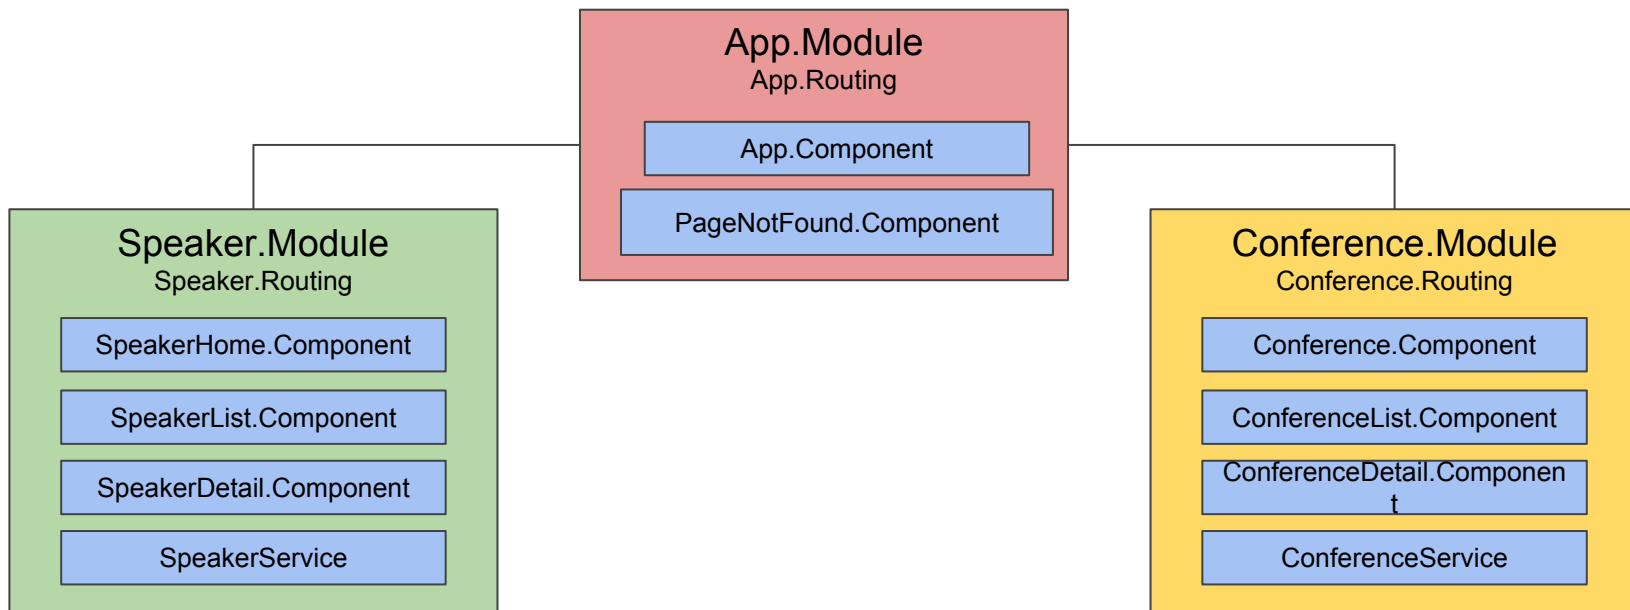 App.Module
App.Routing
App.Component
PageNotFound.Component
Speaker.Module
Speaker.Routing
SpeakerHome.Component
SpeakerList.Component
SpeakerDetail.Component
SpeakerService
Conference.Module
Conference.Routing
Conference.Component
ConferenceList.Component
ConferenceDetail.Componen
t
ConferenceService